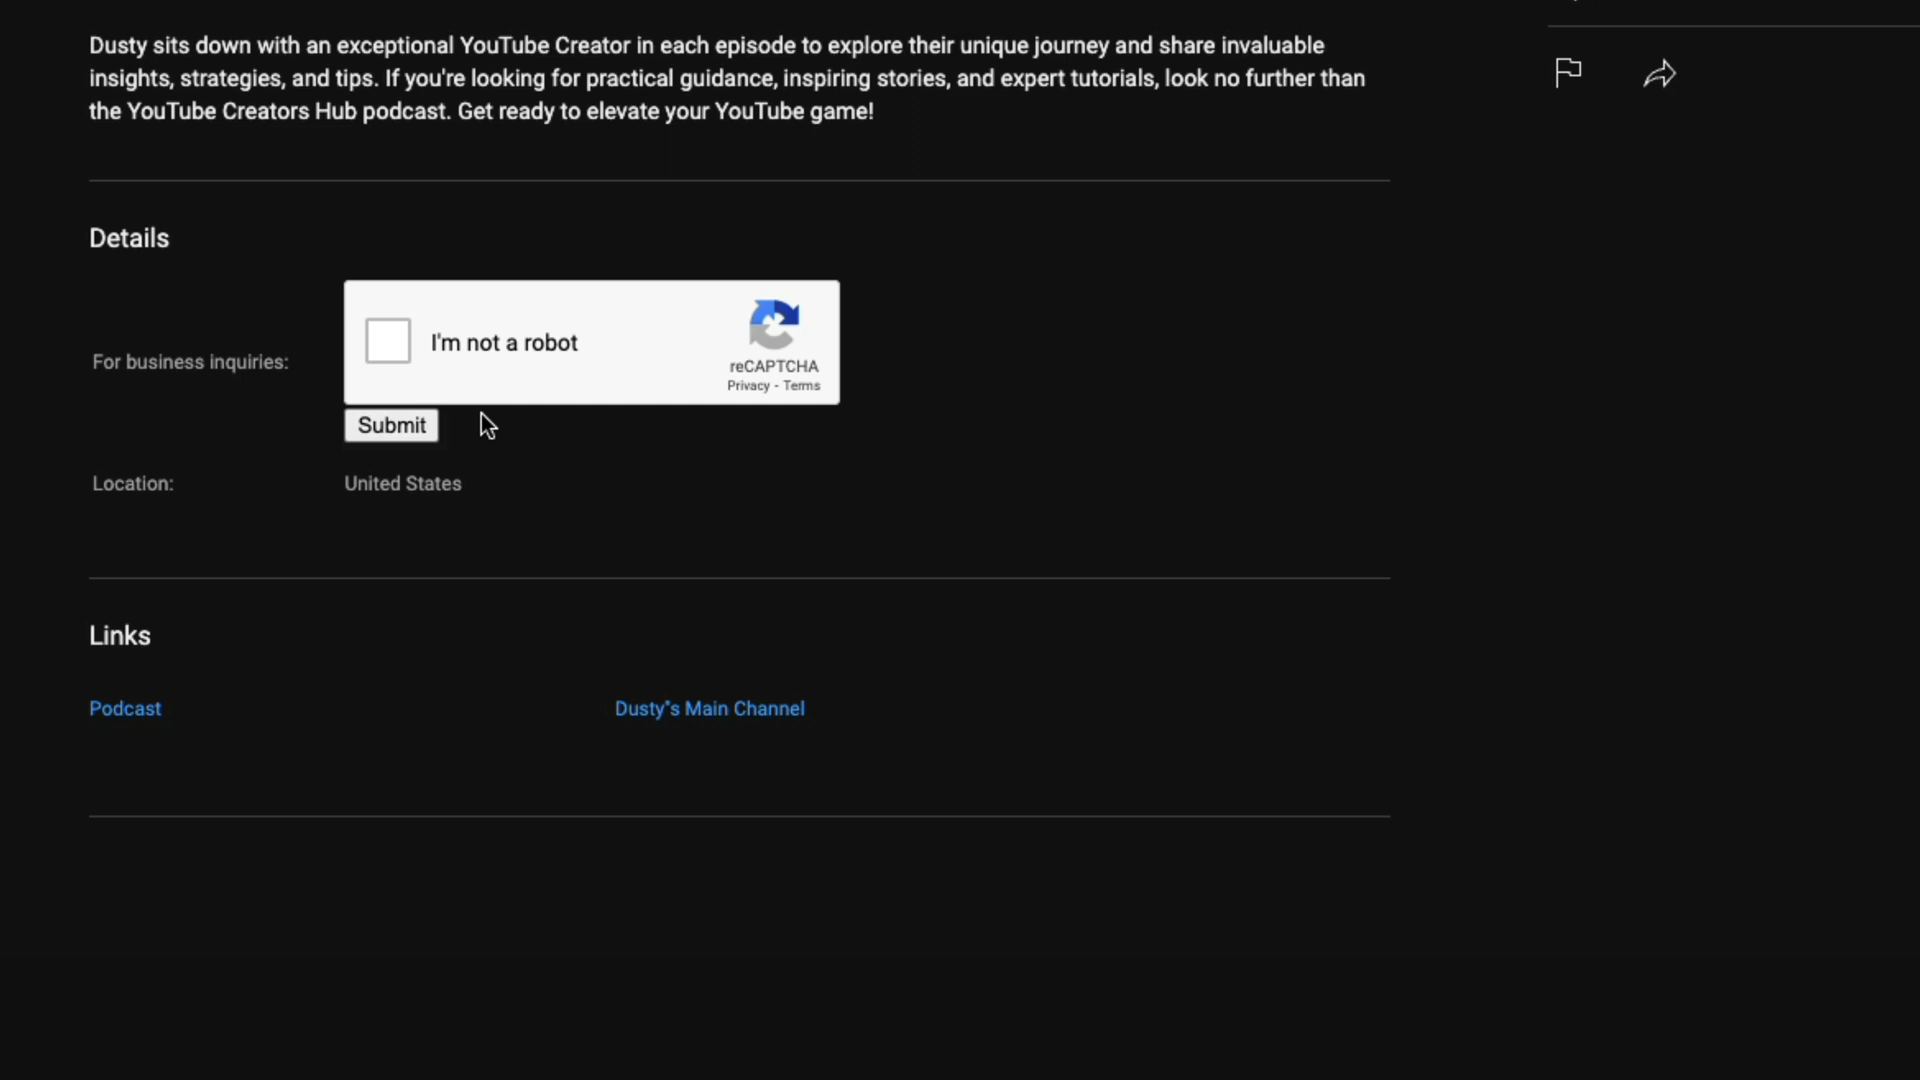 Dusty sits down with an exceptional YouTube Creator in each episode to explore their unique journey and share invaluable
insights, strategies, and tips. If you're looking for practical guidance, inspiring stories, and expert tutorials, look no further than
the YouTube Creators Hub podcast. Get ready to elevate your YouTube game!
Details
For business inquiries:
I'm not a robot
reCAPTCHA
Privacy - Terms
Submit
Location:
United States
Links
Podcast
Dusty"s Main Channel